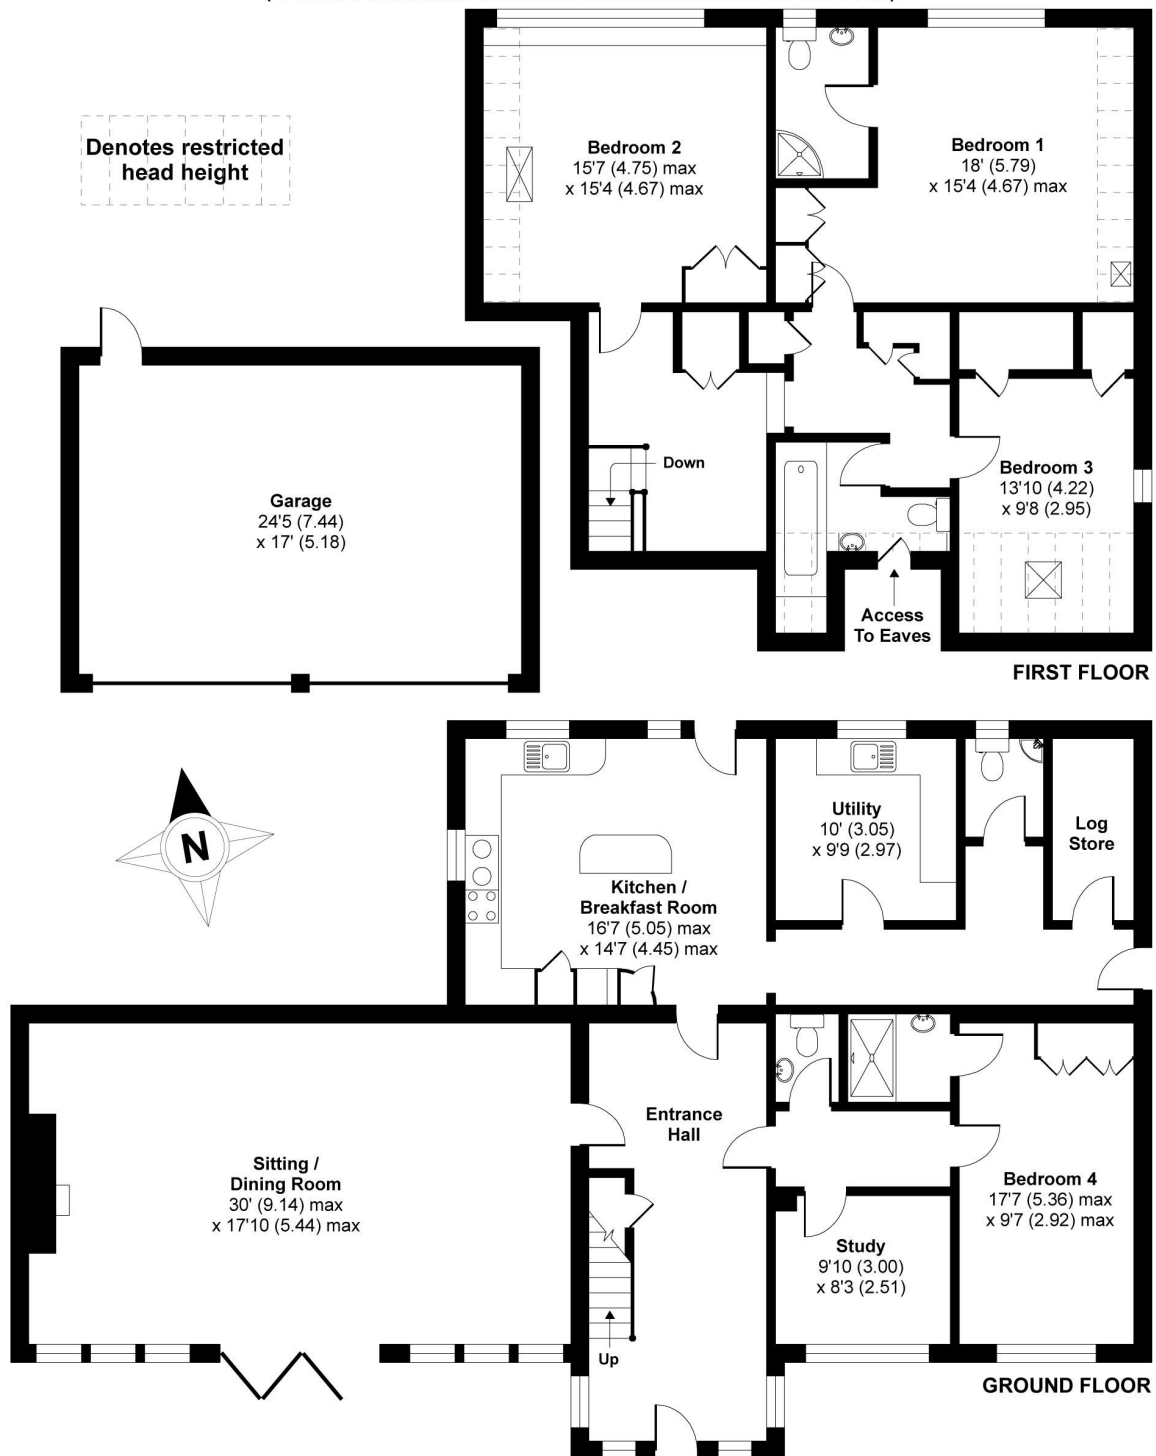 Denotes restricted
head height
Bedroom 2
15'7 (4.75) max
x 15'4 (4.67) max
Bedroom 1
18' (5.79)
x 15'4 (4.67) max
Garage
24'5 (7.44)
x 17' (5.18)
Down
Bedroom 3
13'10 (4.22)
x 9'8 (2.95)
Access
To Eaves
FIRST FLOOR
N
Kitchen /
Breakfast Room
16'7 (5.05) max
x 14'7 (4.45) max
Utility
10' (3.05)
x 9'9 (2.97)
Log
Store
Entrance
Hall
Sitting /
Dining Room
30' (9.14) max
x 17'10 (5.44) max
Bedroom 4
17'7 (5.36) max
x 9'7 (2.92) max
Study
9'10 (3.00)
x 8'3 (2.51)
Up
GROUND FLOOR